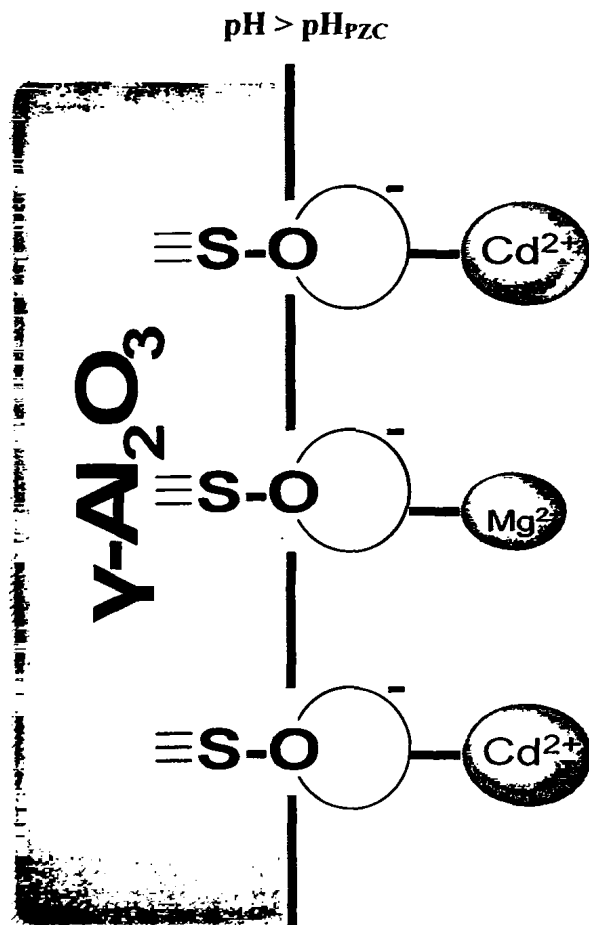 pH > pH_PZC
≡S-O
-
Cd²⁺
Y-Al₂O₃
≡S-O
-
Mg²⁻
≡S-O
-
Cd²⁺